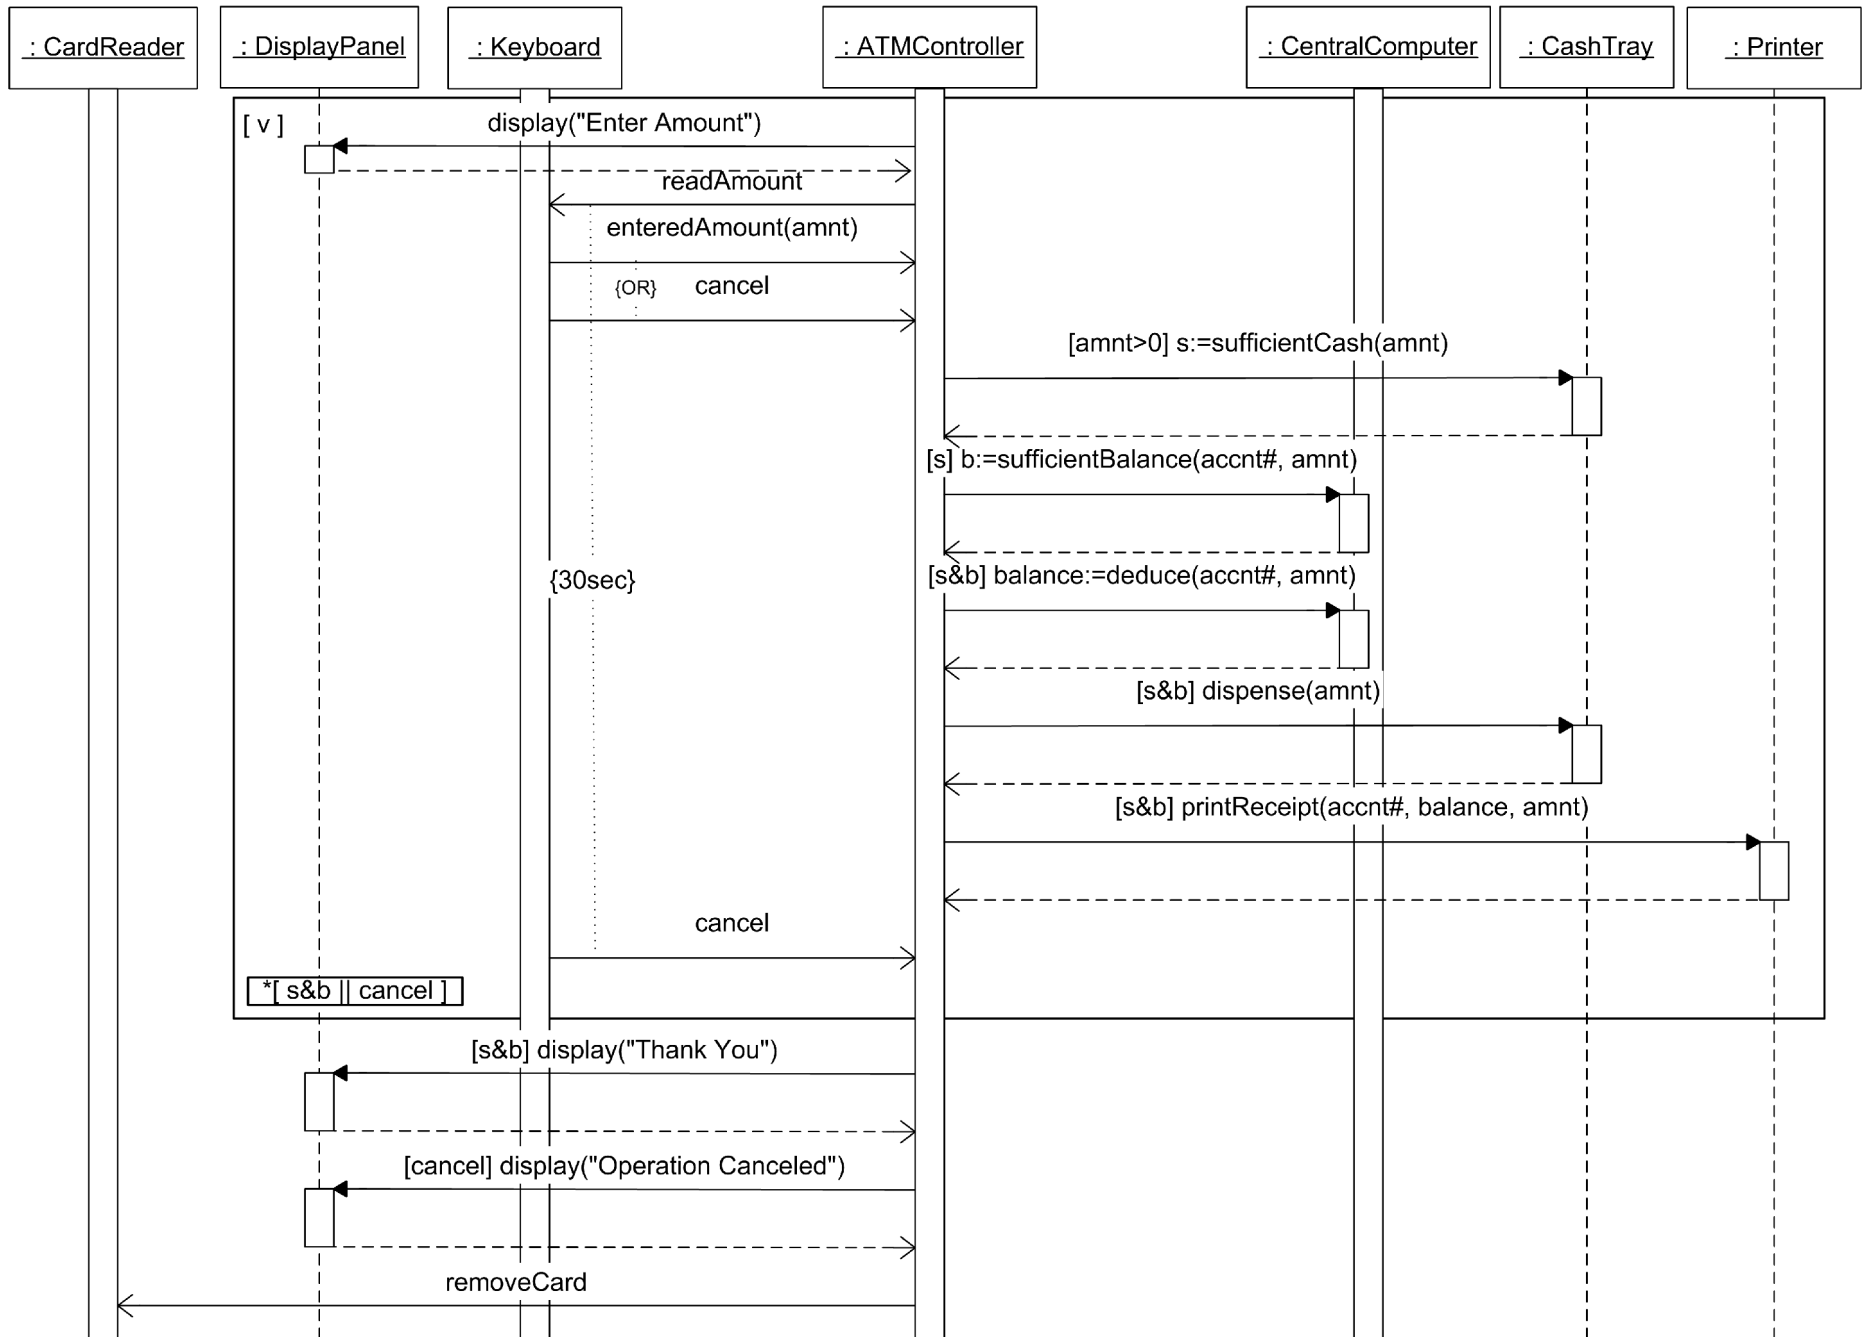 : CardReader
: DisplayPanel
: Keyboard
: ATMController
: CentralComputer
: CashTray
: Printer
[ v ]
display("Enter Amount")
readAmount
enteredAmount(amnt)
{OR}
cancel
[amnt>0] s:=sufficientCash(amnt)
[s] b:=sufficientBalance(accnt#, amnt)
{30sec}
[s&b] balance:=deduce(accnt#, amnt)
[s&b] dispense(amnt)
[s&b] printReceipt(accnt#, balance, amnt)
cancel
*[ s&b || cancel ]
[s&b] display("Thank You")
[cancel] display("Operation Canceled")
removeCard